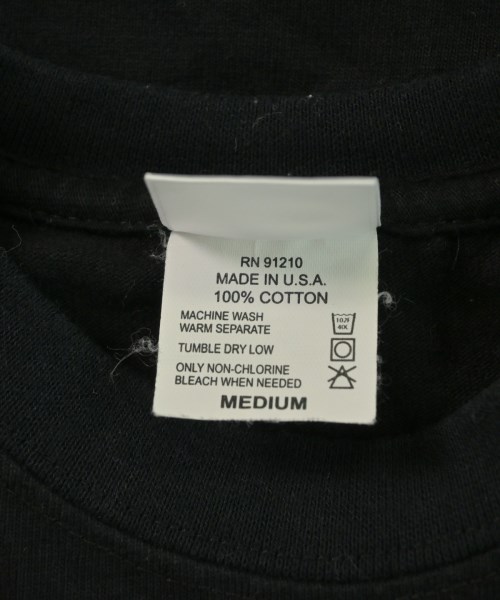 RN 91210
MADE IN U.S.A.
100% COTTON
MACHINE WASH
WARM SEPARATE
TUMBLE DRY LOW
ONLY NON-CHLORINE
BLEACH WHEN NEEDED
MEDIUM